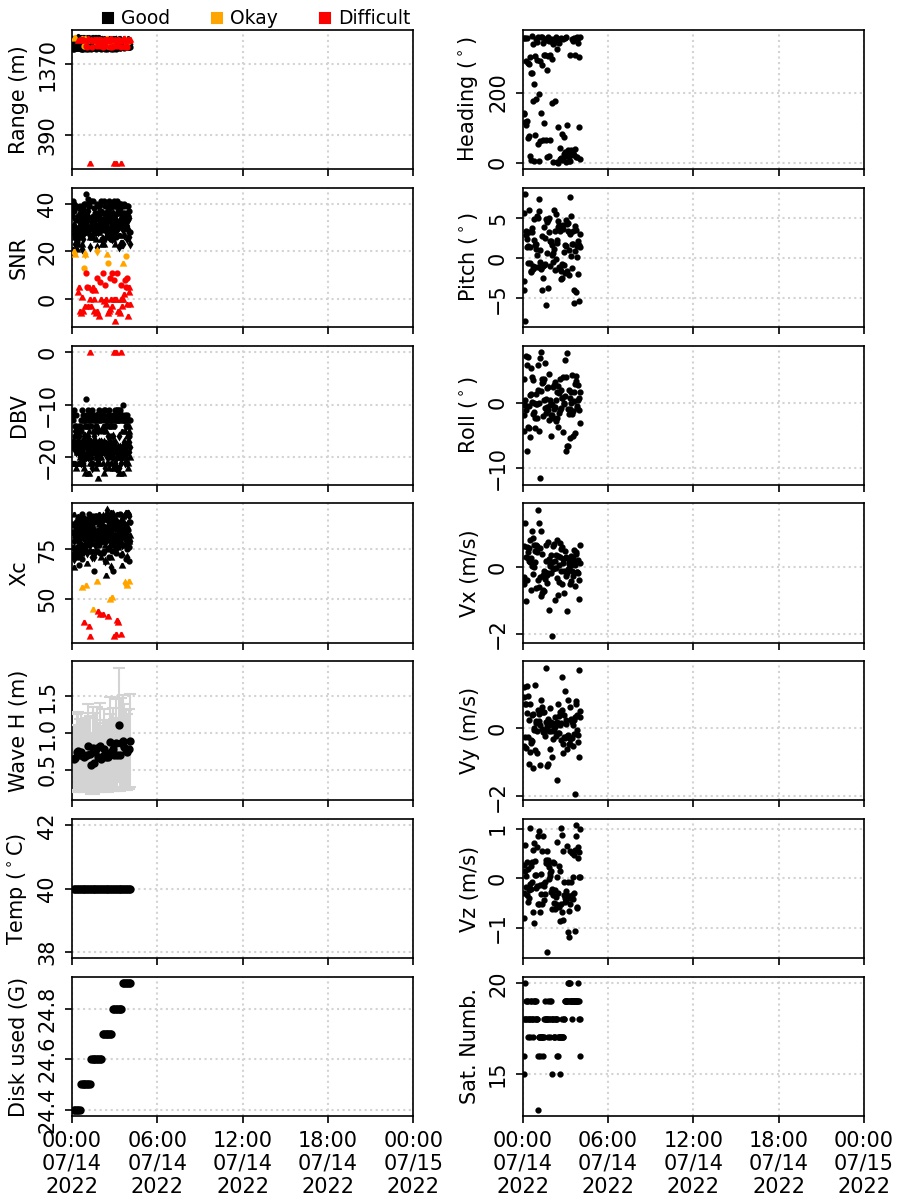 Good Okay Difficult
Range (m) 1370 390
Heading (°) 200 0
SNR 40 20 0
Pitch (°) 5 0 −5
DBV 0 −10 −20
Roll (°) 0 −10
Xc 75 50
Vx (m/s) 0 −2
Wave H (m) 1.5 1.0 0.5
Vy (m/s) 0 −2
Temp (°C) 42 40 38
Vz (m/s) 1 0 −1
Disk used (G) 24.8 24.6 24.4
Sat. Numb. 20 15
00:00 06:00 12:00 18:00 00:00 00:00 06:00 12:00 18:00 00:00
07/14 07/14 07/14 07/14 07/15 07/14 07/14 07/14 07/14 07/15
2022 2022 2022 2022 2022 2022 2022 2022 2022 2022